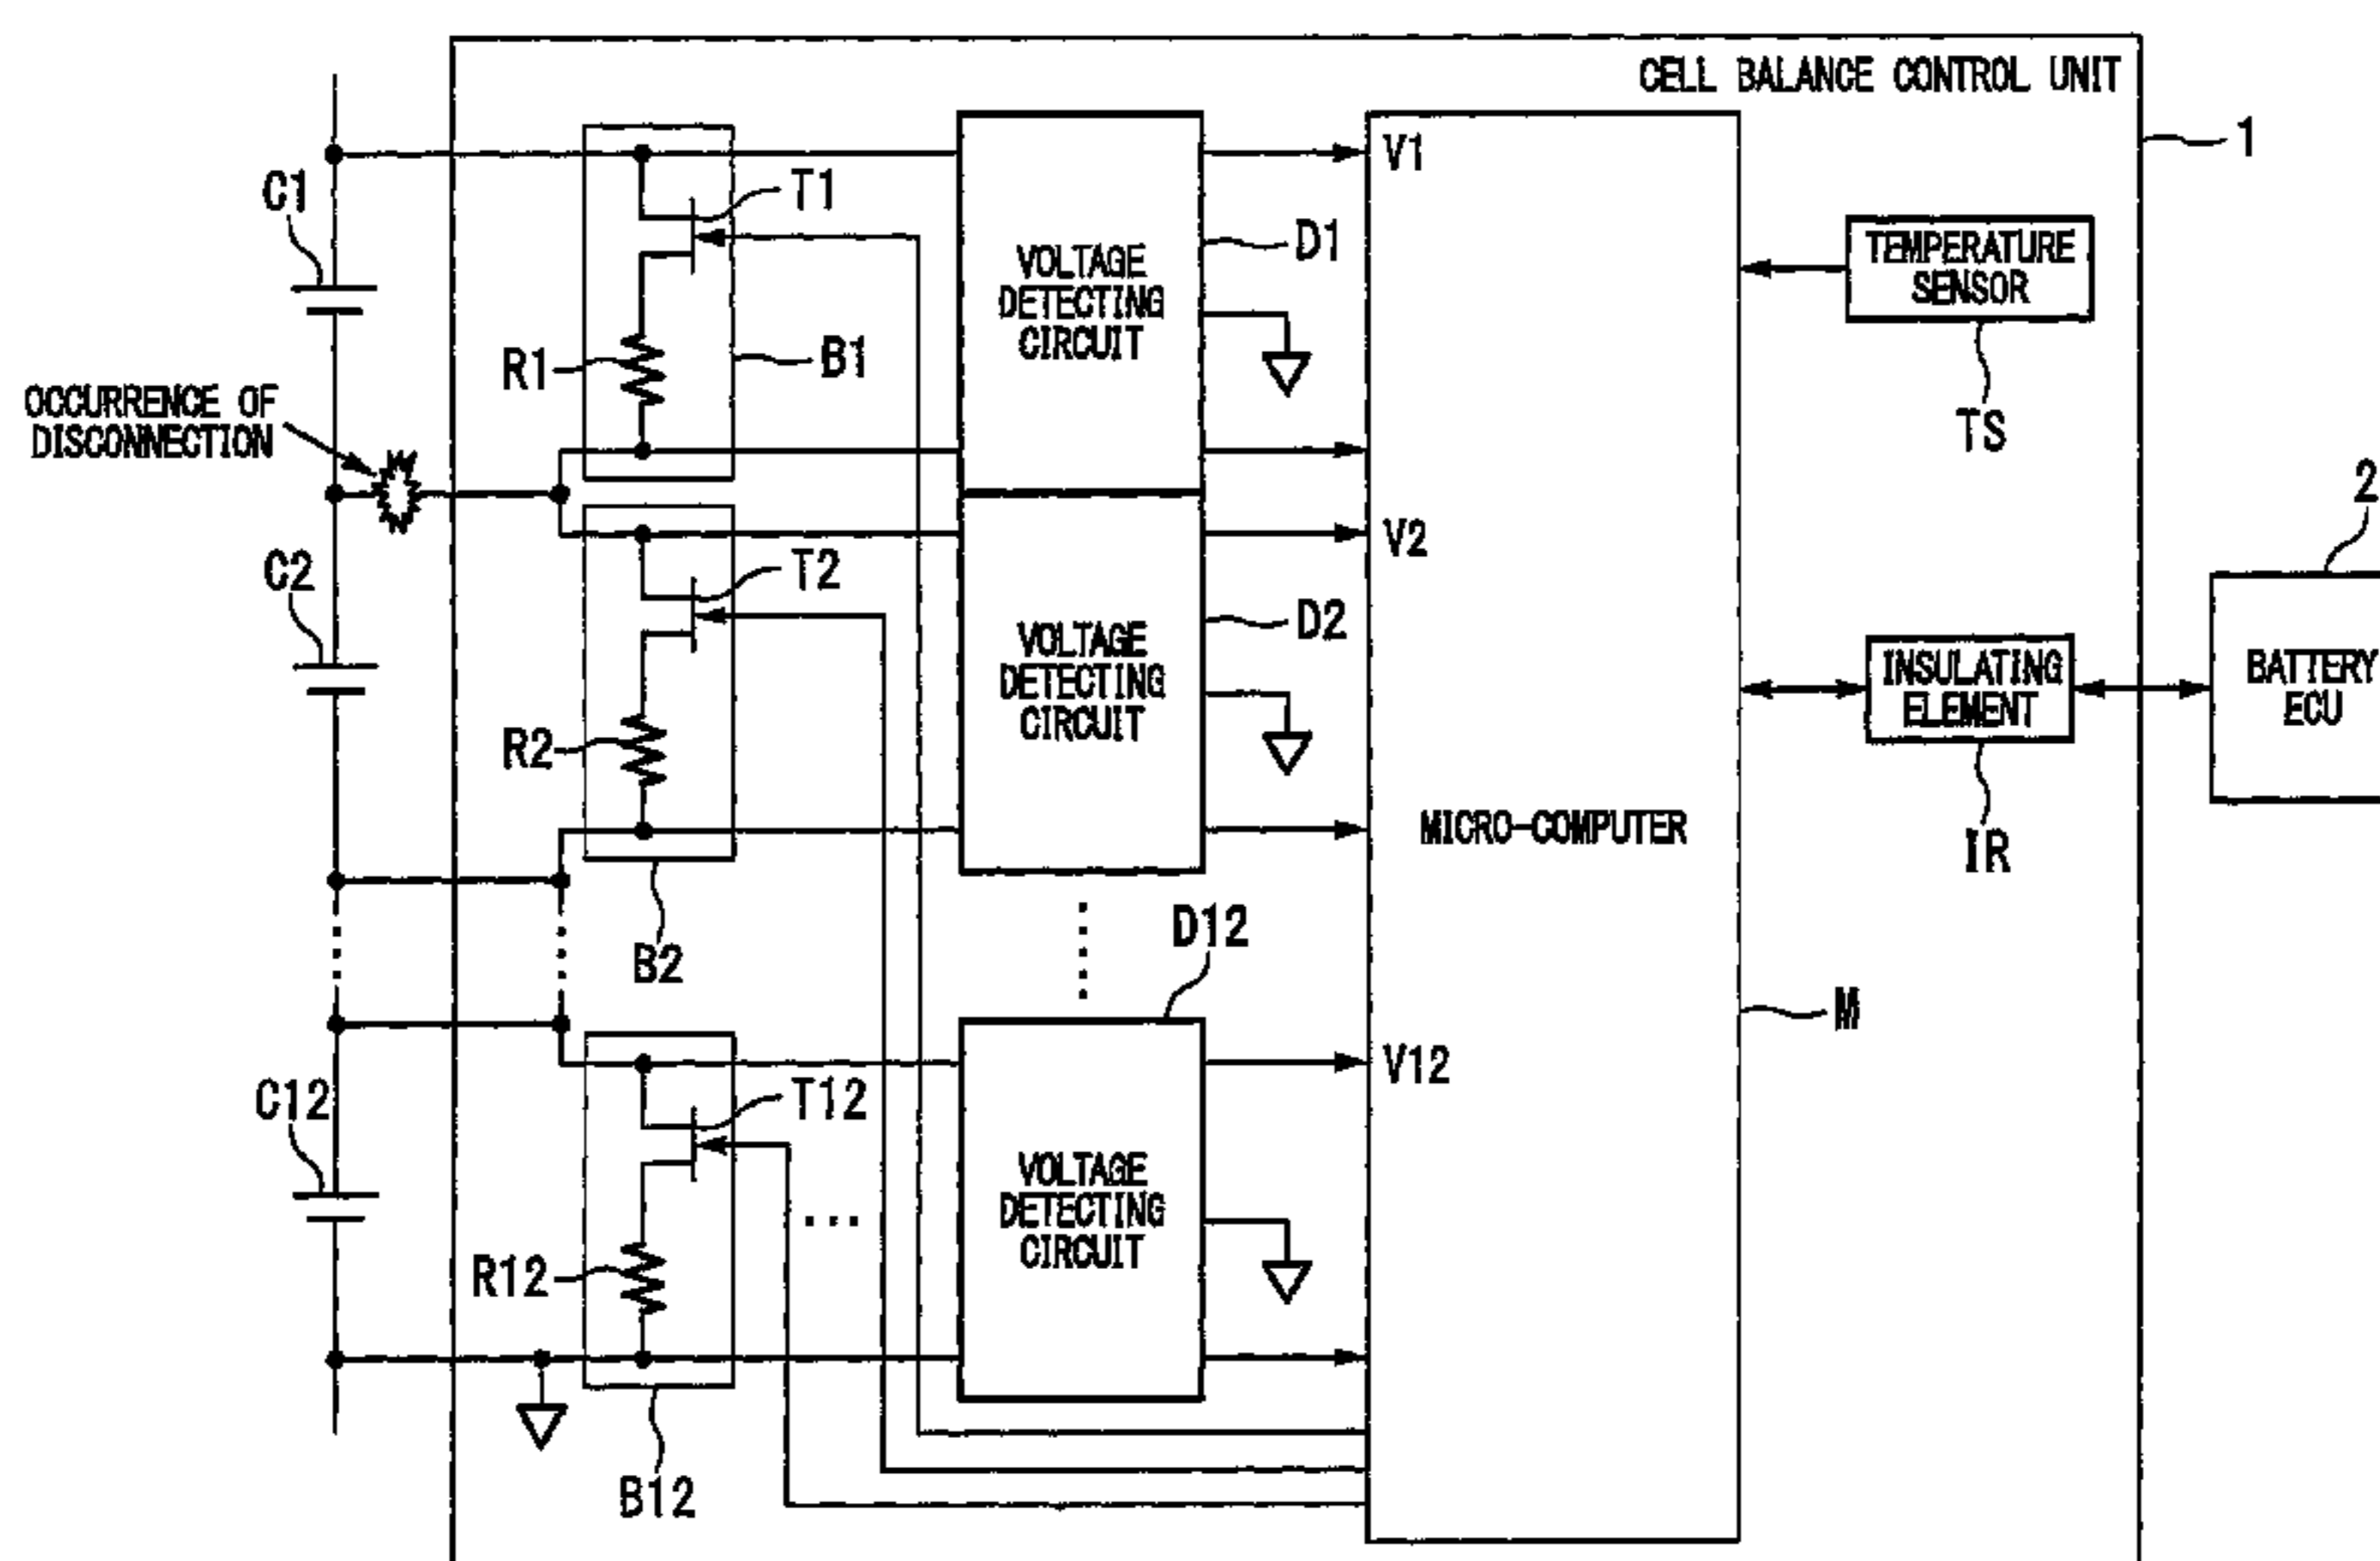 CELL BALANCE CONTROL UNIT
1
C1
T1
V1
D1
VOLTAGE
DETECTING
CIRCUIT
TEMPERATURE
SENSOR
TS
R1
B1
OCCURRENCE OF
DISCONNECTION
C2
T2
V2
D2
VOLTAGE
DETECTING
CIRCUIT
2
INSULATING
ELEMENT
IR
BATTERY
ECU
R2
B2
MICRO-COMPUTER
D12
M
C12
T12
V12
VOLTAGE
DETECTING
CIRCUIT
R12
B12